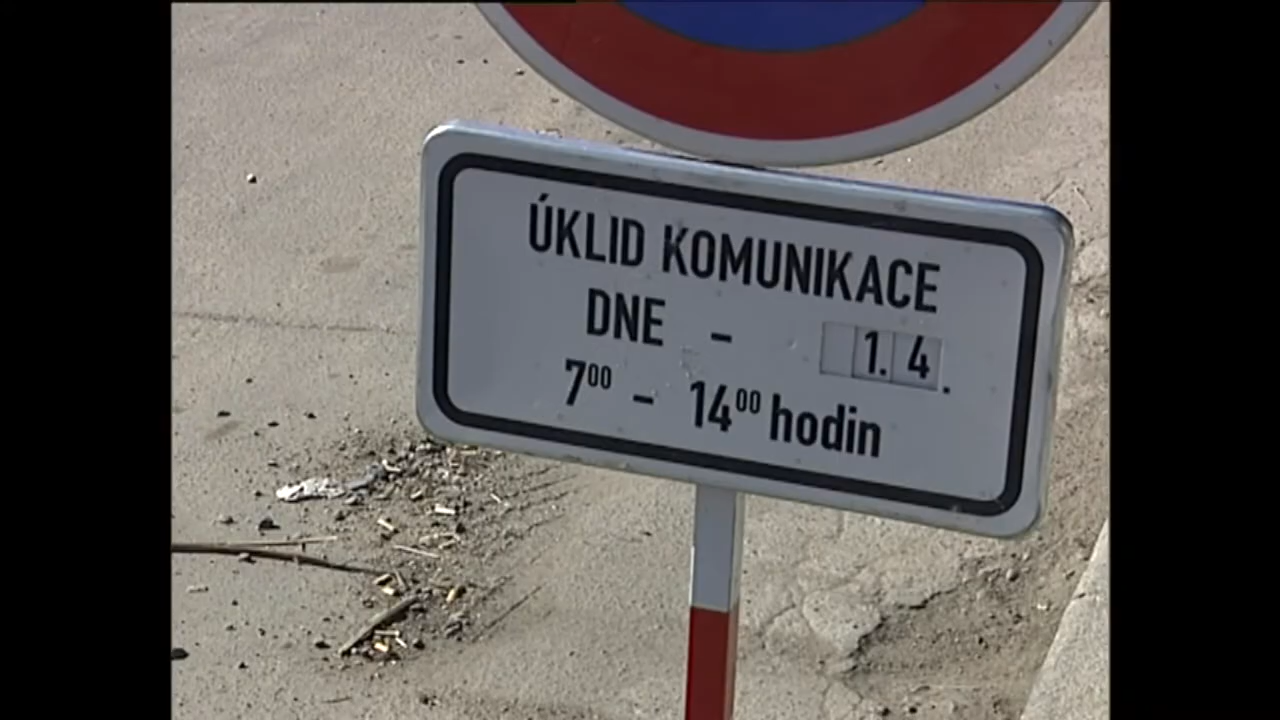 ÚKLID KOMUNIKACE
DNE - 1. 4.
7⁰⁰ - 14⁰⁰ hodin